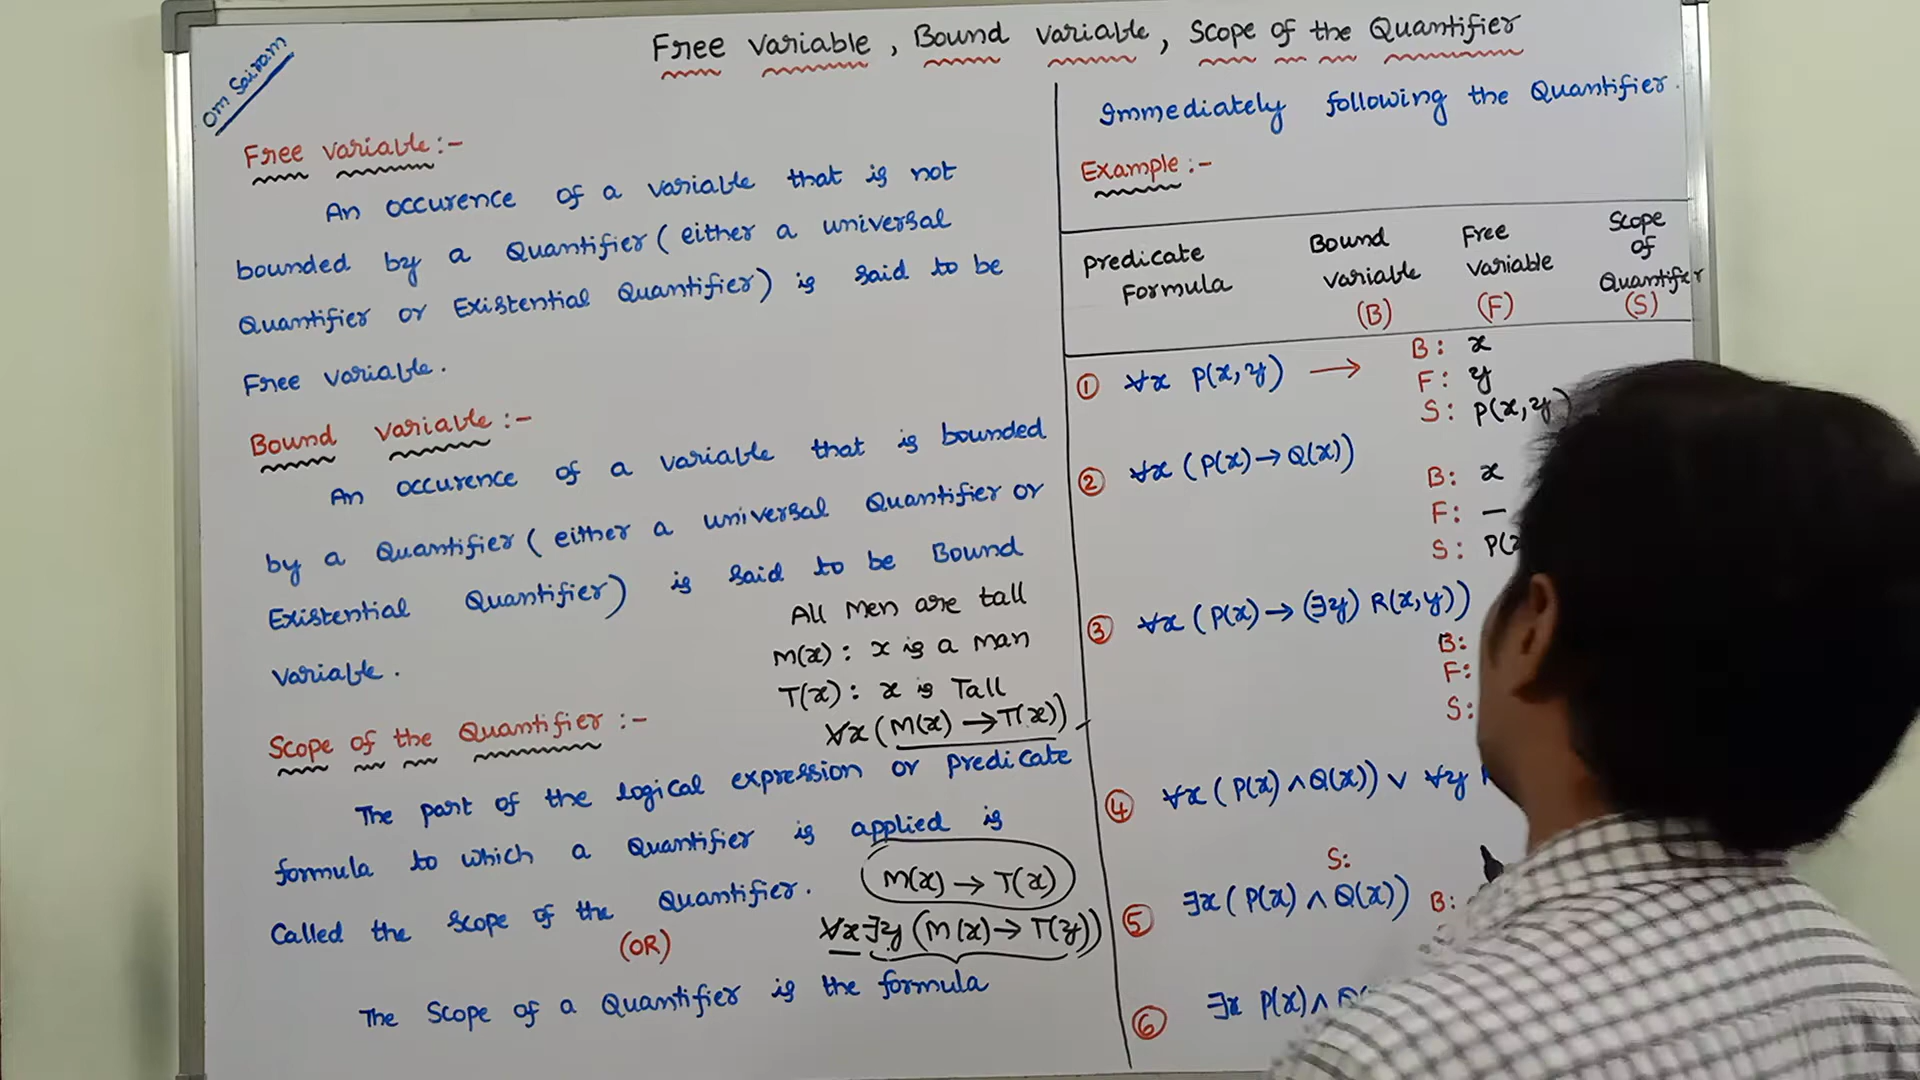 Om Sairam
Free variable, Bound variable, Scope of the Quantifier
Free variable:-
An occurence of a variable that is not
bounded by a Quantifier (either a universal
Quantifier or Existential Quantifier) is said to be
Free variable.
Bound variable:-
An occurence of a variable that is bounded
by a Quantifier (either a universal Quantifier or
Existential Quantifier) is said to be Bound
variable.
All Men are tall
M(x): x is a man
T(x): x is Tall
∀x (M(x) → T(x))
Scope of the Quantifier:-
The part of the logical expression or predicate
formula to which a Quantifier is applied is
Called the scope of the Quantifier.
M(x) → T(x)
(OR)
∀x ∃y (M(x) → T(y))
The Scope of a Quantifier is the formula
Immediately following the Quantifier.
Example:-
Predicate Formula
Bound variable (B)
Free variable (F)
Scope of Quantifier (S)
① ∀x P(x,y) →
B: x
F: y
S: P(x,y)
② ∀x (P(x) → Q(x))
B: x
F: —
S:
③ ∀x (P(x) → (∃y) R(x,y))
B:
F:
S:
④ ∀x (P(x) ∧ Q(x)) ∨ ∀y
S:
⑤ ∃x (P(x) ∧ Q(x)) B:
⑥ ∃x P(x) ∧